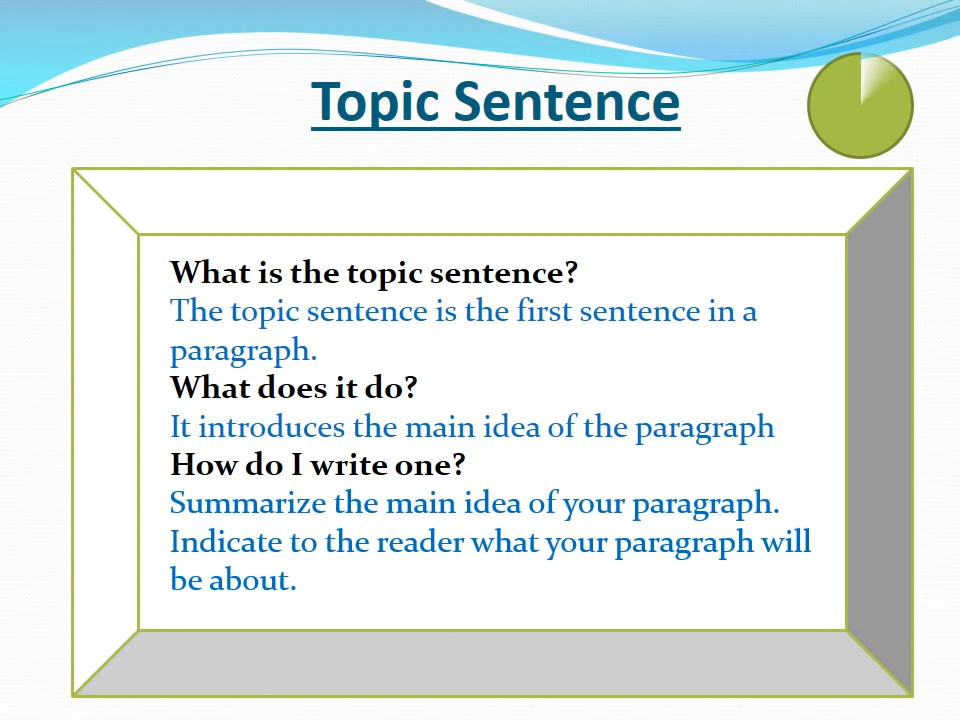 Topic Sentence
What is the topic sentence?
The topic sentence is the first sentence in a
paragraph.
What does it do?
It introduces the main idea of the paragraph
How do I write one?
Summarize the main idea of your paragraph.
Indicate to the reader what your paragraph will
be about.